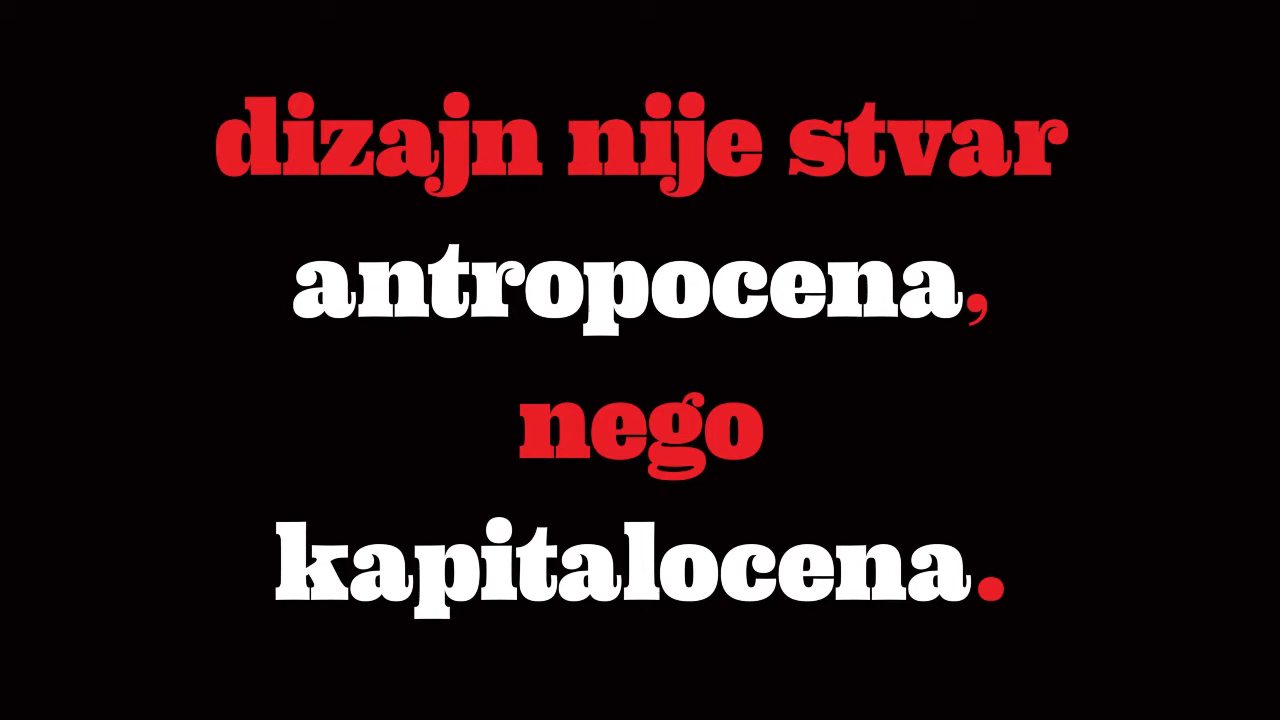 dizajn nije stvar
antropocena,
nego
kapitalocena.